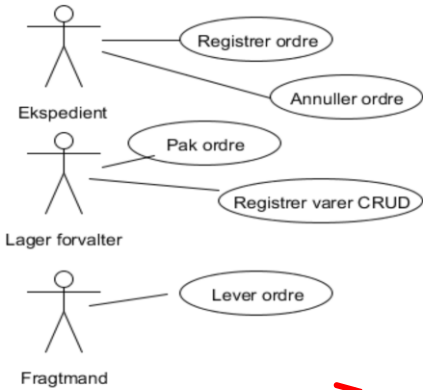 Registrer ordre
Annuller ordre
Ekspedient
Pak ordre
Registrer varer CRUD
Lager forvalter
Lever ordre
Fragtmand